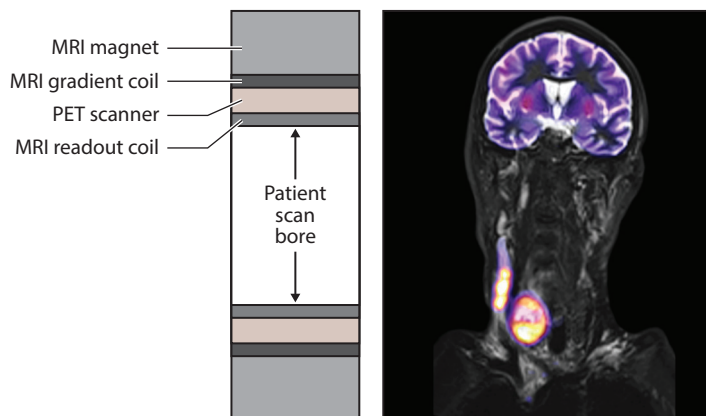 MRI magnet
MRI gradient coil
PET scanner
MRI readout coil
Patient
scan
bore